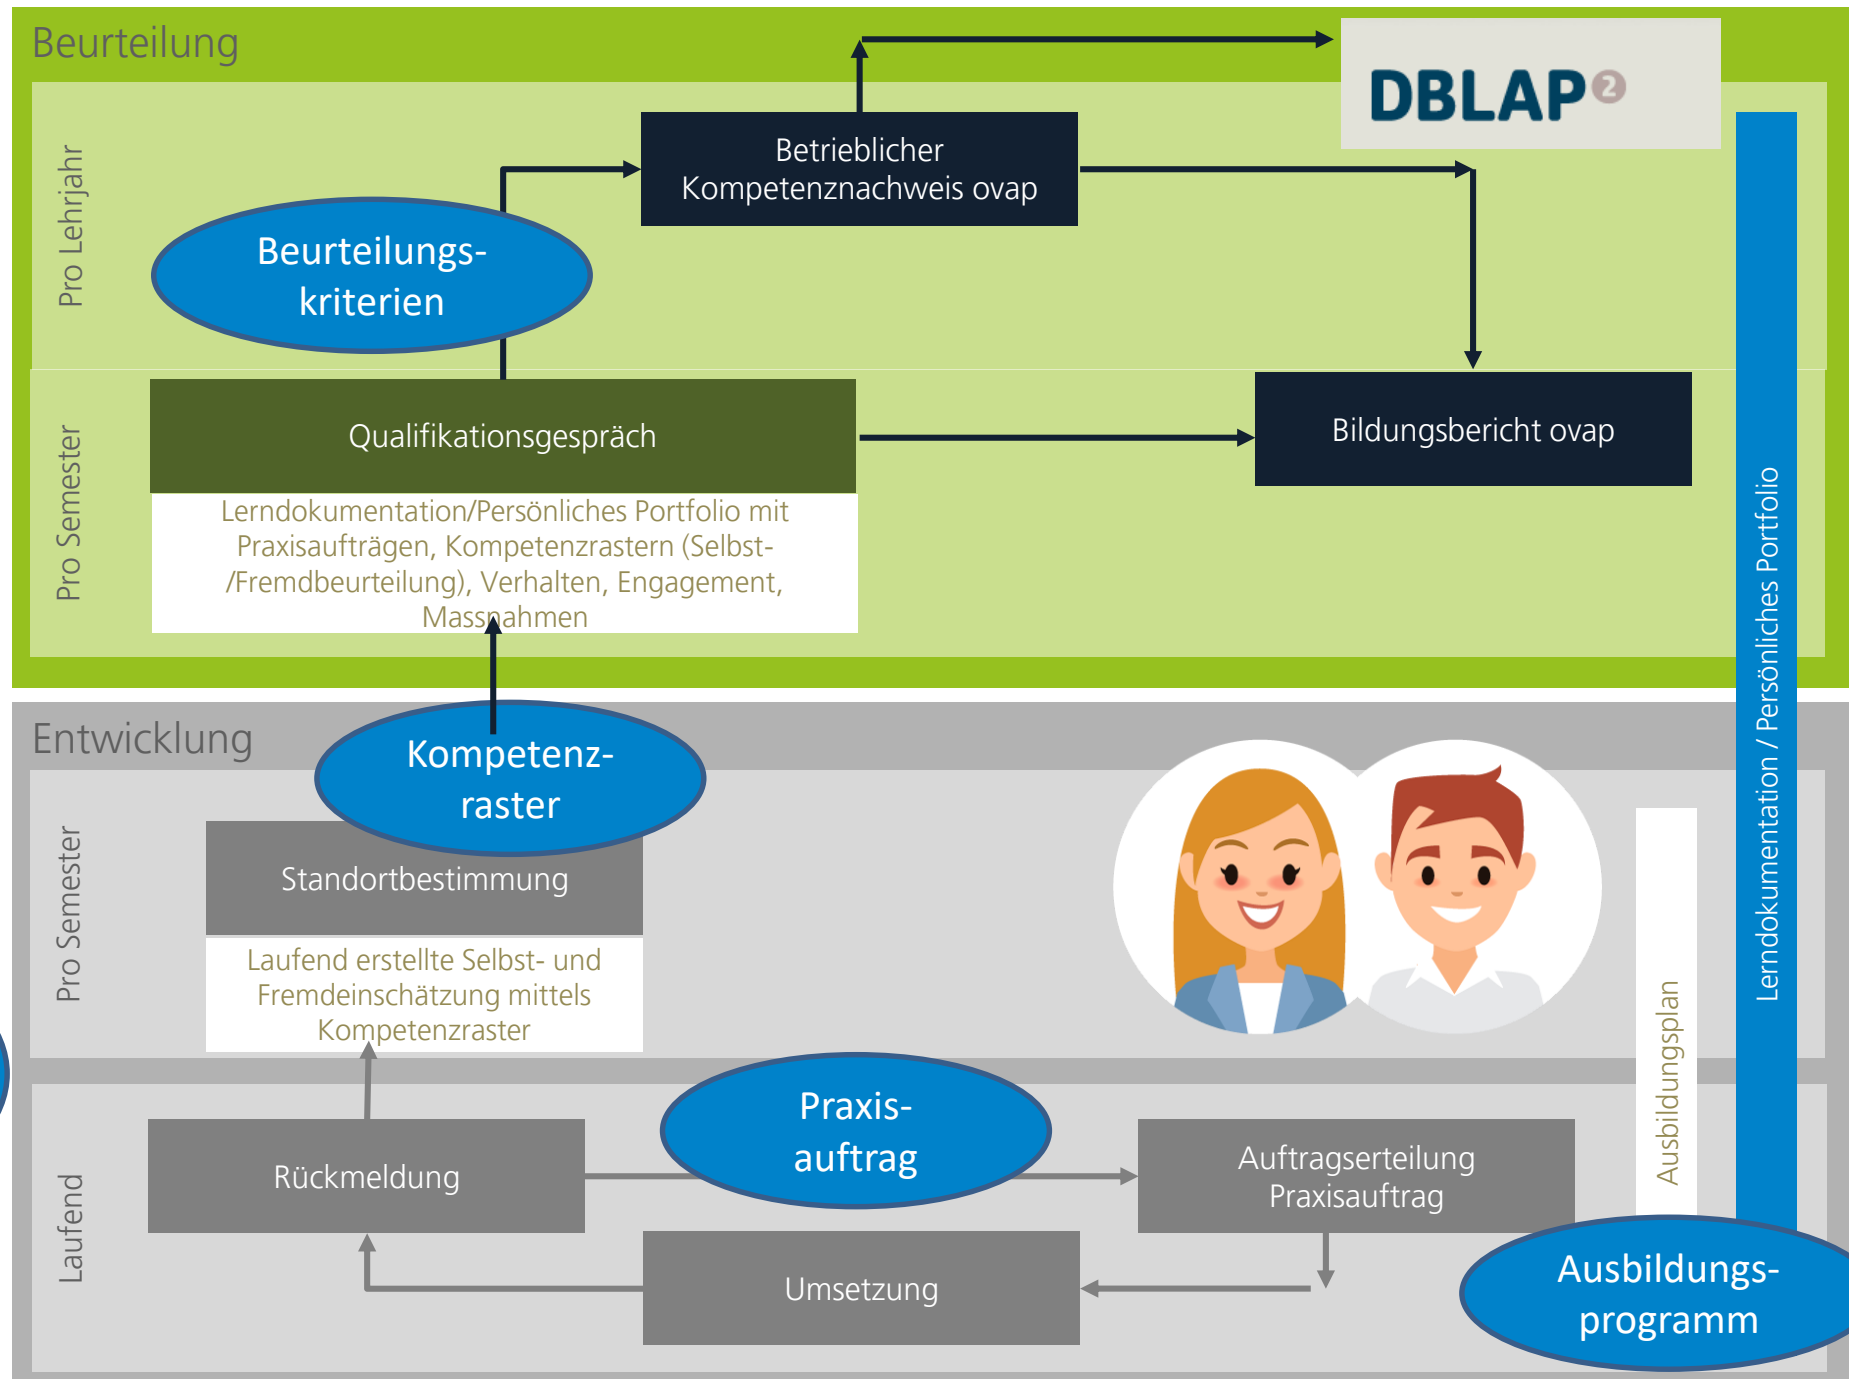 Beurteilung
DBLAP2
Pro Lehrjahr
Betrieblicher
Kompetenznachweis ovap
Beurteilungs-
kriterien
Pro Semester
Qualifikationsgespräch
Bildungsbericht ovap
Lerndokumentation/Persönliches Portfolio mit
Praxisaufträgen, Kompetenzrastern (Selbst-
/Fremdbeurteilung), Verhalten, Engagement,
Massnahmen
Lerndokumentation / Persönliches Portfolio
Entwicklung
Kompetenz-
raster
Pro Semester
Standortbestimmung
Laufend erstellte Selbst- und
Fremdeinschätzung mittels
Kompetenzraster
Ausbildungsplan
Praxis-
auftrag
Laufend
Rückmeldung
Auftragserteilung
Praxisauftrag
Umsetzung
Ausbildungs-
programm